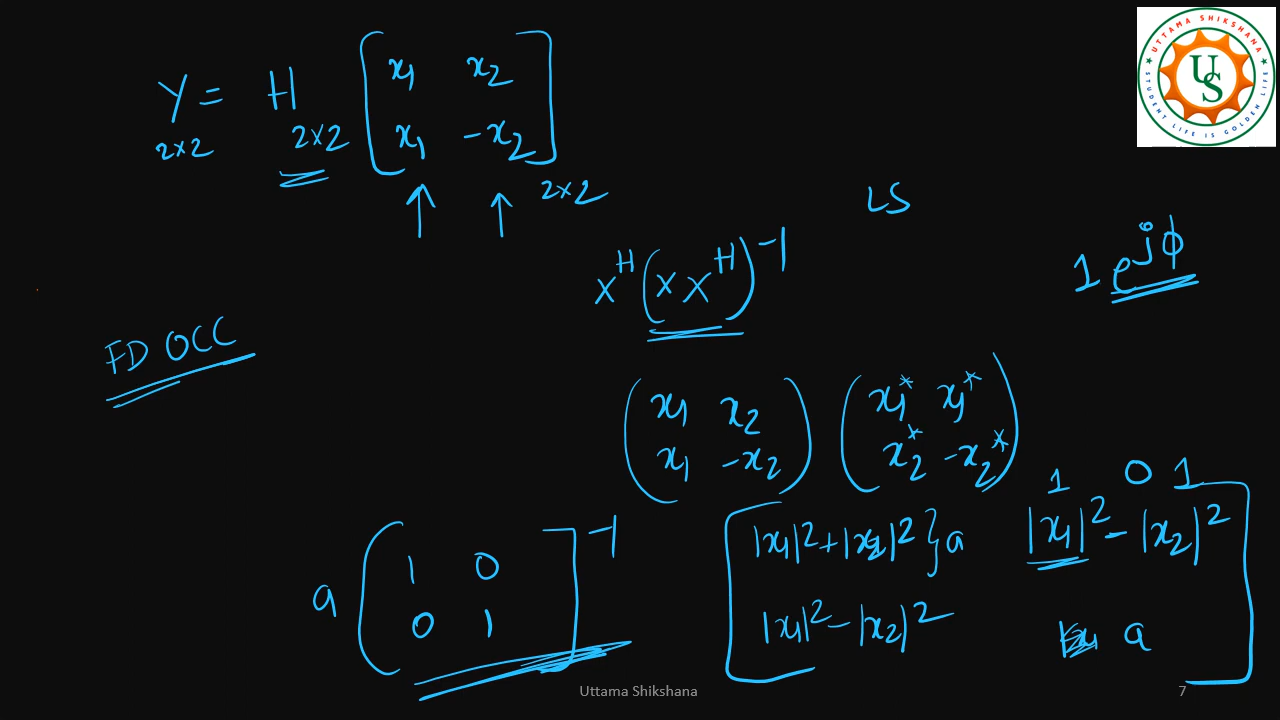 UTTAMA SHIKSHANA
US
STUDENT LIFE IS GOLDEN LIFE
Y = H [ x1 x2
x1 -x2 ]
2x2 2x2 2x2
LS
X^H (X X^H)^-1
1 e^jϕ
FD OCC
( x1 x2
x1 -x2 ) ( x1* x1*
x2* -x2* )
1 0 1
[ |x1|^2+|x2|^2 } a |x1|^2-|x2|^2
|x1|^2-|x2|^2 a ]
a [ 1 0
0 1 ]^-1
Uttama Shikshana
7